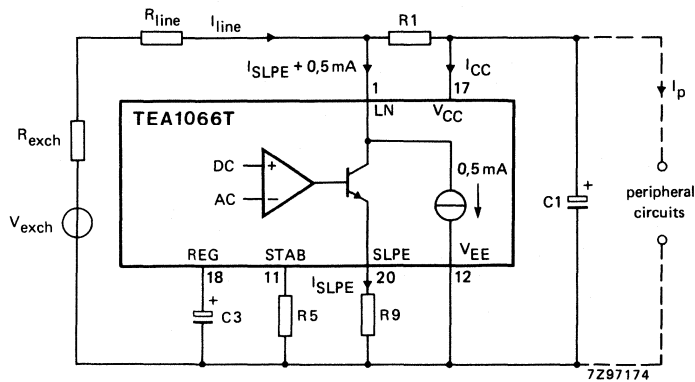 Rline
Iline
R1
ISLPE + 0,5 mA
ICC
1
17
Ip
LN
VCC
TEA1066T
Rexch
DC
+
0,5 mA
AC
−
C1
+
peripheral
circuits
Vexch
REG
STAB
SLPE
VEE
18
11
ISLPE
20
12
+
C3
R5
R9
7Z97174